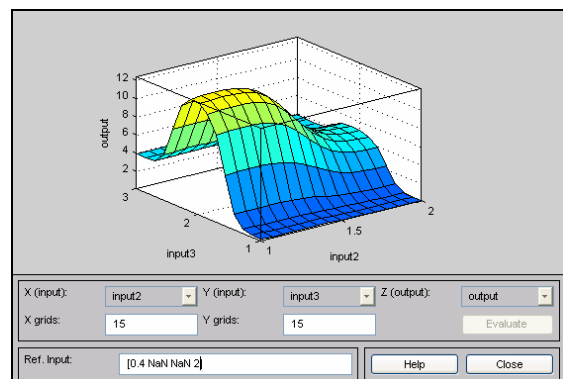 12
10
8
6
4
2
output
3
2
1
input3
1
1.5
2
input2
X (input): input2 Y (input): input3 Z (output): output
X grids: 15 Y grids: 15 Evaluate
Ref. Input: [0.4 NaN NaN 2] Help Close